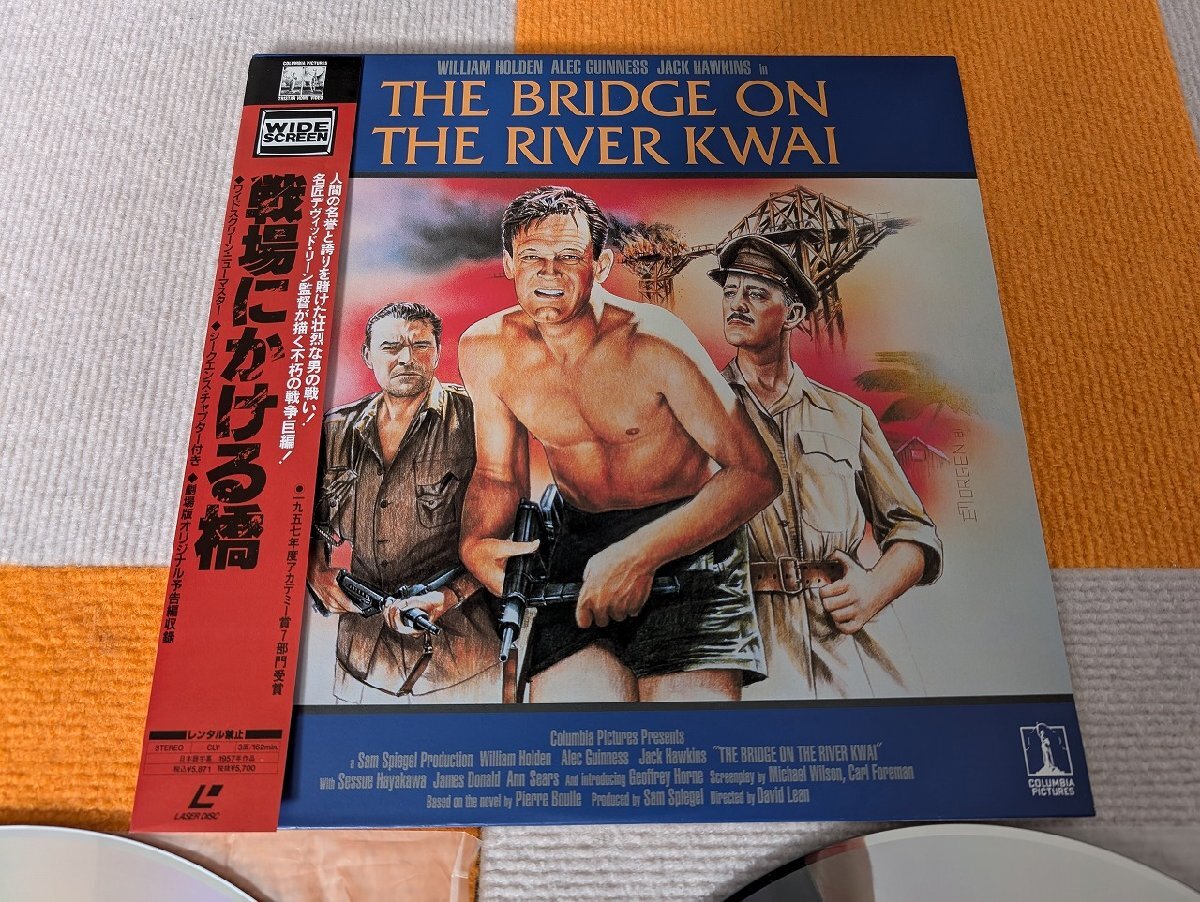 WILLIAM HOLDEN ALEC GUINNESS JACK HAWKINS in
THE BRIDGE ON
THE RIVER KWAI
COLUMBIA PICTURES
WIDE
SCREEN
人間の名誉と誇りを賭けた壮烈な男の戦い!
名匠デヴィッド・リーン監督が描く不朽の戦争巨編!
戦場にかける橋
◆ワイド・スクリーン・ニューマスター ◆シークエンス・チャプター付き ◆劇場版オリジナル予告編収録
●一九五七年度アカデミー賞7部門受賞
レンタル禁止
STEREO CLV 3面/162min.
日本語字幕 1957年作品
税込¥5,871 税抜¥5,700
LASER DISC
MORGEN 81
Columbia Pictures Presents
a Sam Spiegel Production William Holden Alec Guinness Jack Hawkins "THE BRIDGE ON THE RIVER KWAI"
With Sessue Hayakawa James Donald Ann Sears And introducing Geoffrey Horne Screenplay by Michael Wilson, Carl Foreman
Based on the novel by Pierre Boulle Produced by Sam Spiegel Directed by David Lean
COLUMBIA
PICTURES